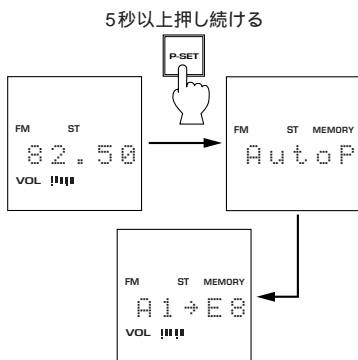 5秒以上押し続ける
P-SET
FM ST
82.50
VOL
FM ST MEMORY
AutoP
FM ST MEMORY
A1→E8
VOL